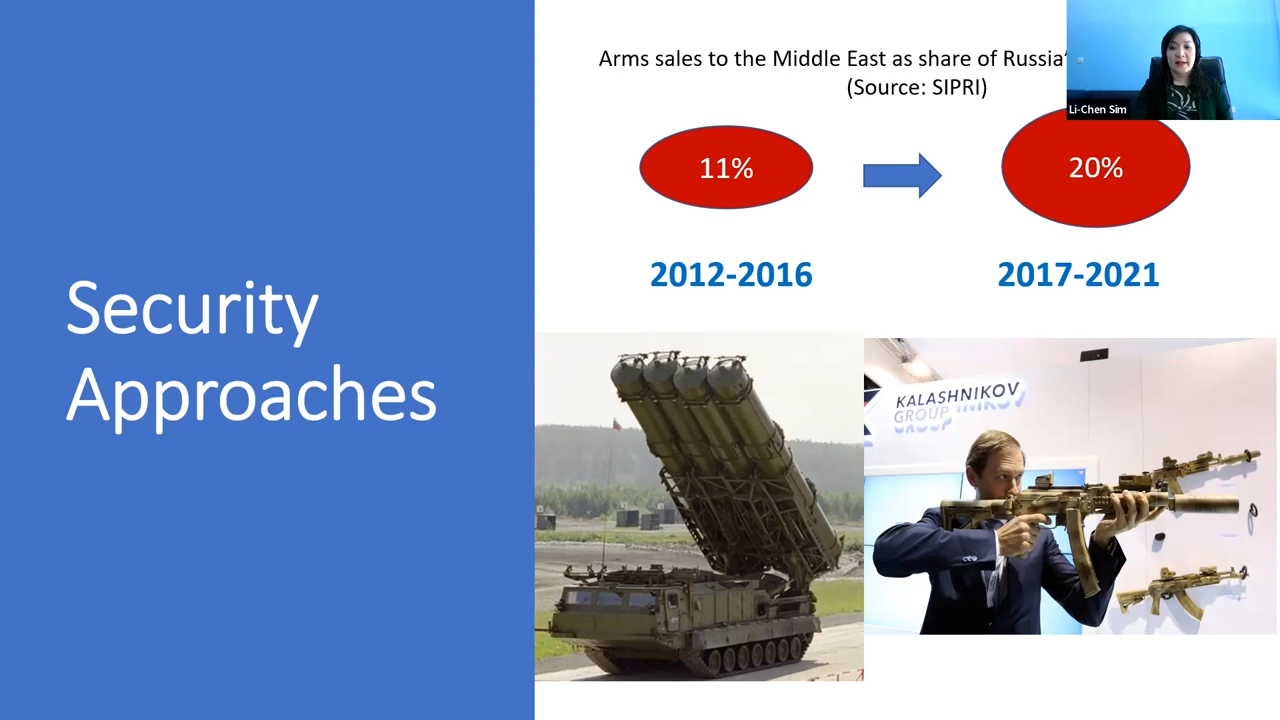 Security
Approaches
Arms sales to the Middle East as share of Russia'
(Source: SIPRI)
Li-Chen Sim
11%
20%
2012-2016
2017-2021
KALASHNIKOV
GROUP